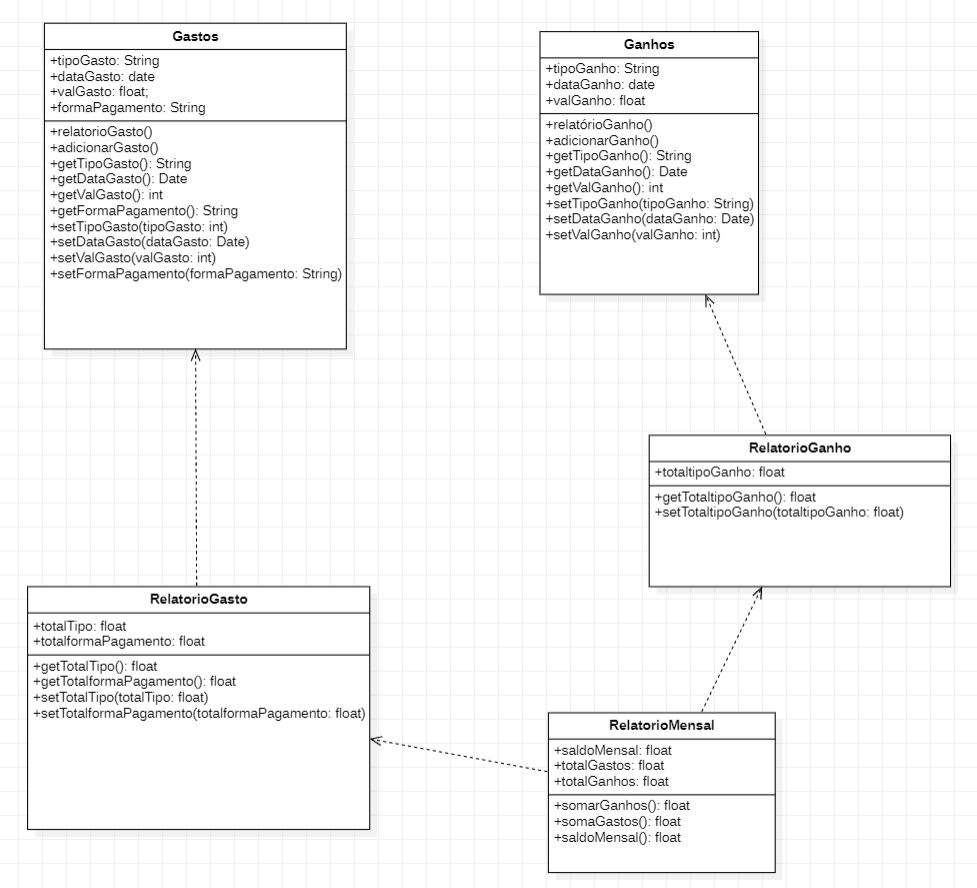 Gastos
+tipoGasto: String
+dataGasto: date
+valGasto: float;
+formaPagamento: String
+relatorioGasto()
+adicionarGasto()
+getTipoGasto(): String
+getDataGasto(): Date
+getValGasto(): int
+getFormaPagamento(): String
+setTipoGasto(tipoGasto: int)
+setDataGasto(dataGasto: Date)
+setValGasto(valGasto: int)
+setFormaPagamento(formaPagamento: String)
Ganhos
+tipoGanho: String
+dataGanho: date
+valGanho: float
+relatórioGanho()
+adicionarGanho()
+getTipoGanho(): String
+getDataGanho(): Date
+getValGanho(): int
+setTipoGanho(tipoGanho: String)
+setDataGanho(dataGanho: Date)
+setValGanho(valGanho: int)
RelatorioGanho
+totaltipoGanho: float
+getTotaltipoGanho(): float
+setTotaltipoGanho(totaltipoGanho: float)
RelatorioGasto
+totalTipo: float
+totalformaPagamento: float
+getTotalTipo(): float
+getTotalformaPagamento(): float
+setTotalTipo(totalTipo: float)
+setTotalformaPagamento(totalformaPagamento: float)
RelatorioMensal
+saldoMensal: float
+totalGastos: float
+totalGanhos: float
+somarGanhos(): float
+somaGastos(): float
+saldoMensal(): float